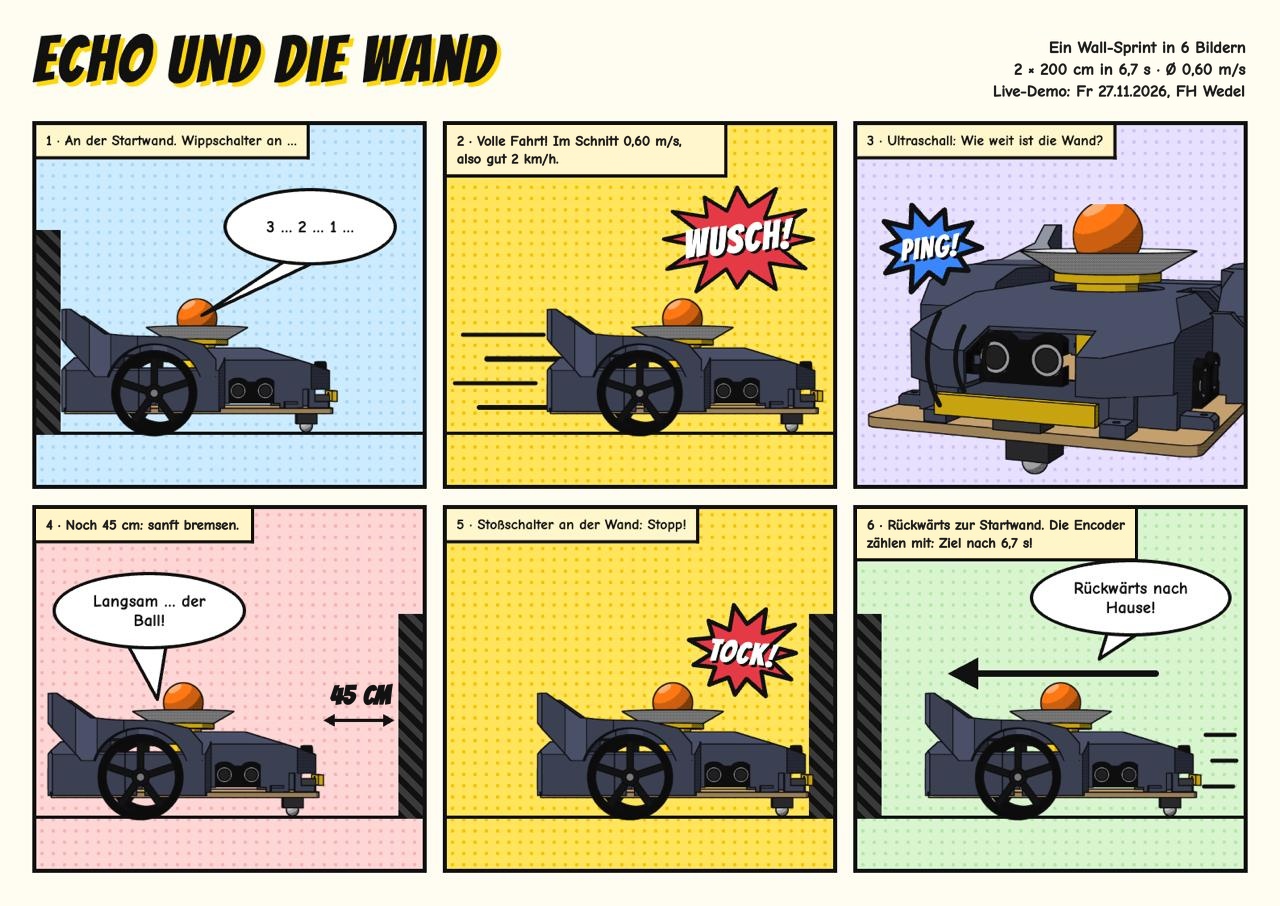 ECHO UND DIE WAND
Ein Wall-Sprint in 6 Bildern
2 × 200 cm in 6,7 s · Ø 0,60 m/s
Live-Demo: Fr 27.11.2026, FH Wedel
1 · An der Startwand. Wippschalter an ...
3 ... 2 ... 1 ...
2 · Volle Fahrt! Im Schnitt 0,60 m/s,
also gut 2 km/h.
WUSCH!
3 · Ultraschall: Wie weit ist die Wand?
PING!
4 · Noch 45 cm: sanft bremsen.
Langsam ... der
Ball!
45 CM
5 · Stoßschalter an der Wand: Stopp!
TOCK!
6 · Rückwärts zur Startwand. Die Encoder
zählen mit: Ziel nach 6,7 s!
Rückwärts nach
Hause!